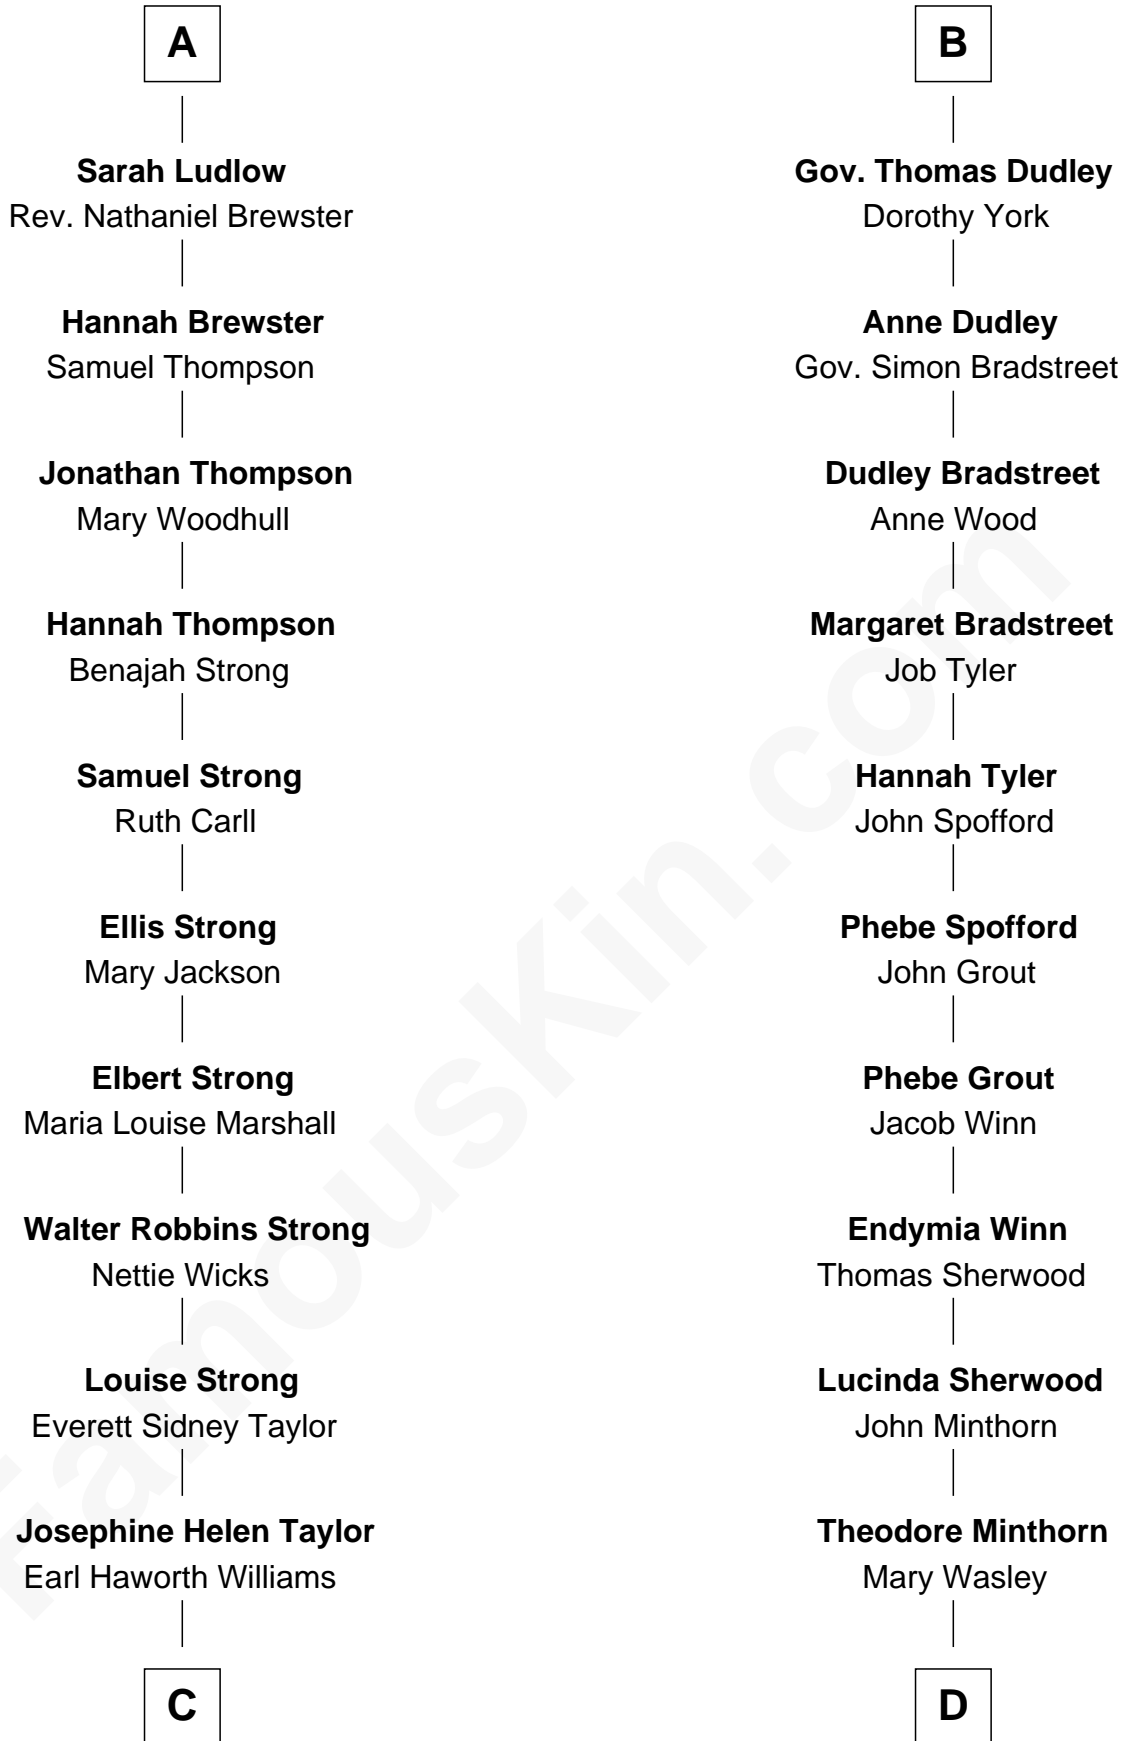 A
Sarah Ludlow
Rev. Nathaniel Brewster
Hannah Brewster
Samuel Thompson
Jonathan Thompson
Mary Woodhull
Hannah Thompson
Benajah Strong
Samuel Strong
Ruth Carll
Ellis Strong
Mary Jackson
Elbert Strong
Maria Louise Marshall
Walter Robbins Strong
Nettie Wicks
Louise Strong
Everett Sidney Taylor
Josephine Helen Taylor
Earl Haworth Williams
C
B
Gov. Thomas Dudley
Dorothy York
Anne Dudley
Gov. Simon Bradstreet
Dudley Bradstreet
Anne Wood
Margaret Bradstreet
Job Tyler
Hannah Tyler
John Spofford
Phebe Spofford
John Grout
Phebe Grout
Jacob Winn
Endymia Winn
Thomas Sherwood
Lucinda Sherwood
John Minthorn
Theodore Minthorn
Mary Wasley
D
FamousKin.com